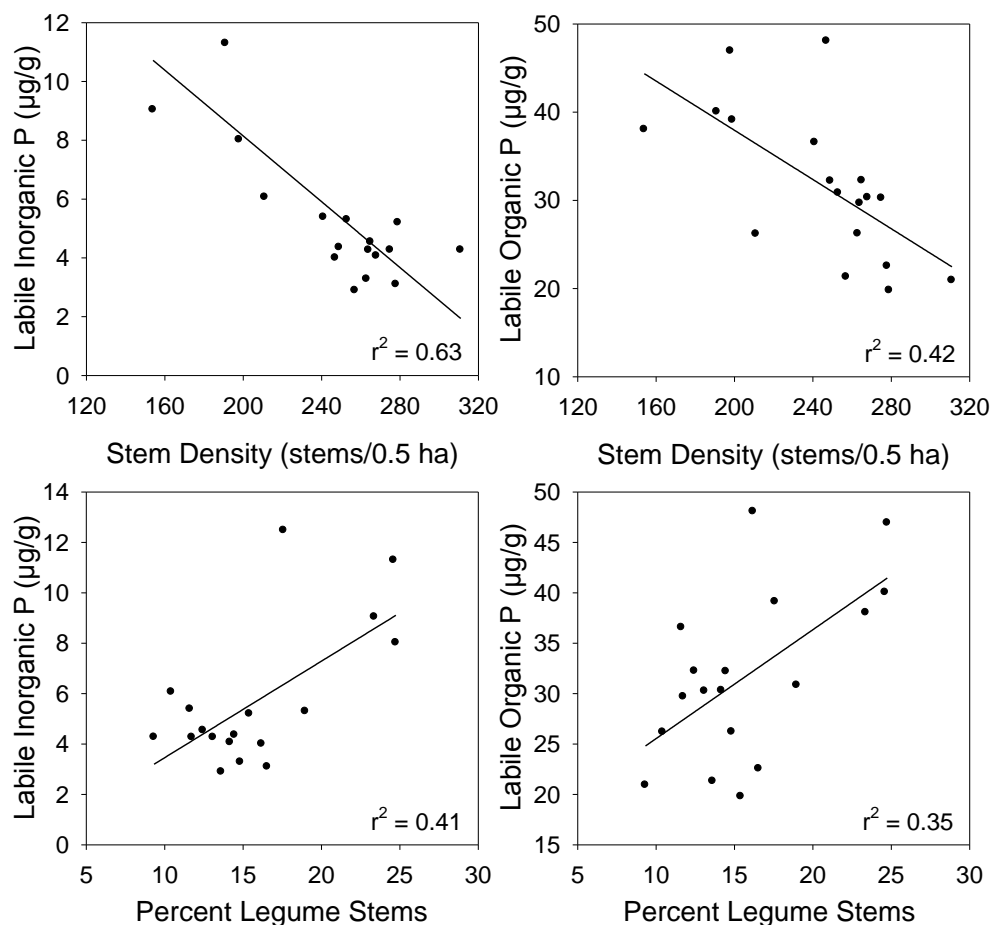 Labile Inorganic P (µg/g)
12
10
8
6
4
2
0
120 160 200 240 280 320
r² = 0.63
Stem Density (stems/0.5 ha)
Labile Organic P (µg/g)
50
40
30
20
10
120 160 200 240 280 320
r² = 0.42
Stem Density (stems/0.5 ha)
Labile Inorganic P (µg/g)
14
12
10
8
6
4
2
0
5 10 15 20 25 30
r² = 0.41
Percent Legume Stems
Labile Organic P (µg/g)
50
45
40
35
30
25
20
15
5 10 15 20 25 30
r² = 0.35
Percent Legume Stems